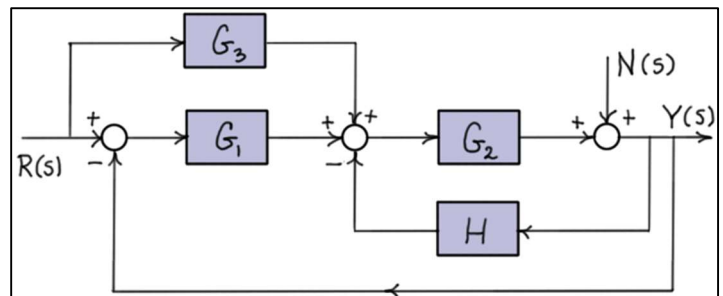 G3
N(s)
+ + + + Y(s)
+ G1 + G2 +
R(s) - -
H